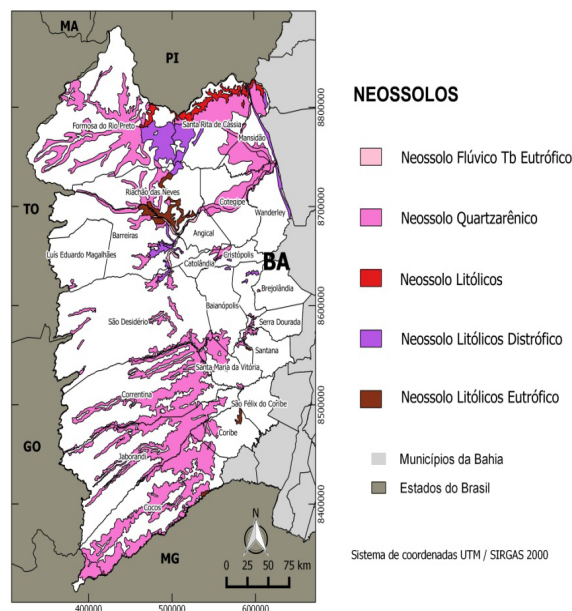 MA
PI
TO
BA
GO
MG
Formosa do Rio Preto
Santa Rita de Cássia
Mansidão
Riachão das Neves
Cotegipe
Wanderley
Barreiras
Angical
Luis Eduardo Magalhães
Catolândia
Cristópolis
Brejolândia
Baianópolis
São Desidério
Serra Dourada
Santana
Santa Maria da Vitória
Correntina
São Félix do Coribe
Coribe
Jaborandi
Cocos
N
0 25 50 75 km
400000 500000 600000
8800000
8700000
8600000
8500000
8400000
NEOSSOLOS
Neossolo Flúvico Tb Eutrófico
Neossolo Quartzarênico
Neossolo Litólicos
Neossolo Litólicos Distrófico
Neossolo Litólicos Eutrófico
Municípios da Bahia
Estados do Brasil
Sistema de coordenadas UTM / SIRGAS 2000